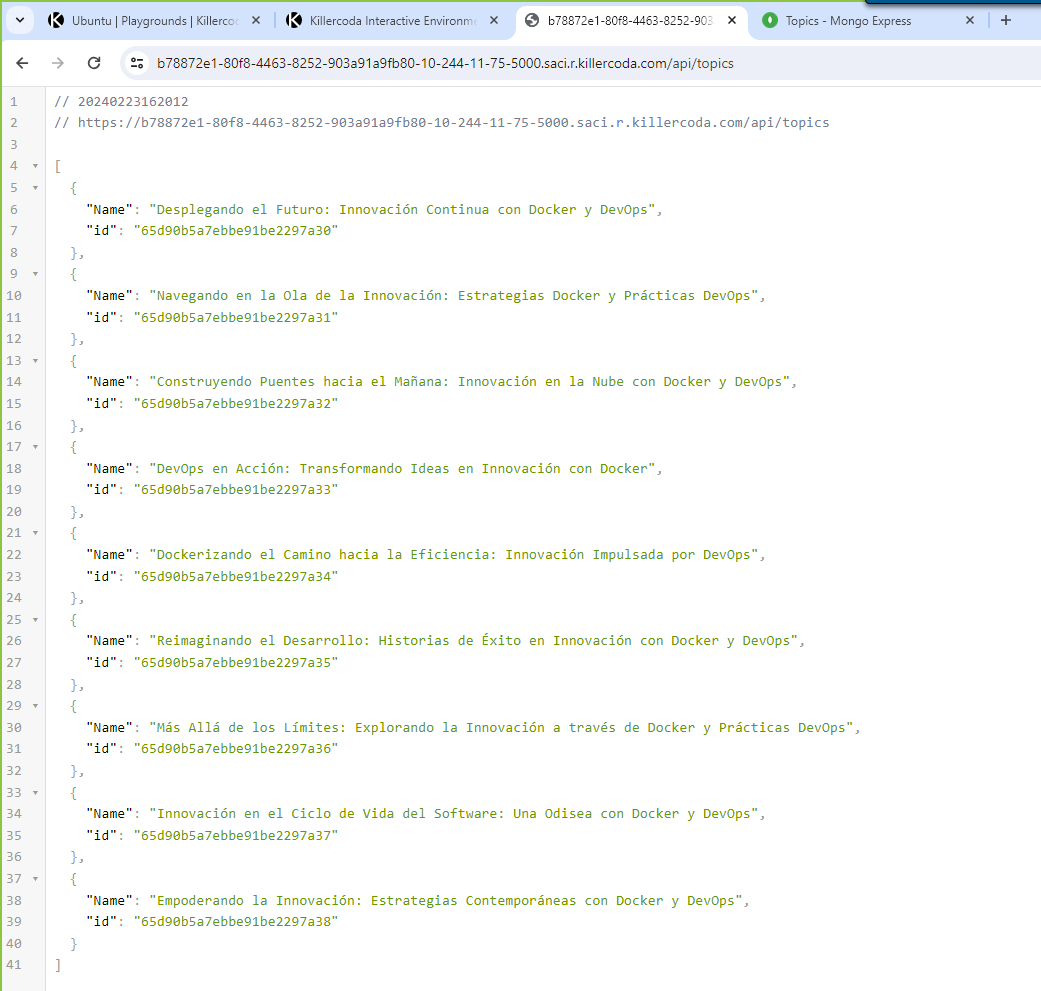 Ubuntu | Playgrounds | Killerco
Killercoda Interactive Environme
b78872e1-80f8-4463-8252-903
Topics - Mongo Express
b78872e1-80f8-4463-8252-903a91a9fb80-10-244-11-75-5000.saci.r.killercoda.com/api/topics
1 // 20240223162012
2 // https://b78872e1-80f8-4463-8252-903a91a9fb80-10-244-11-75-5000.saci.r.killercoda.com/api/topics
3
4 [
5 {
6 "Name": "Desplegando el Futuro: Innovación Continua con Docker y DevOps",
7 "id": "65d90b5a7ebbe91be2297a30"
8 },
9 {
10 "Name": "Navegando en la Ola de la Innovación: Estrategias Docker y Prácticas DevOps",
11 "id": "65d90b5a7ebbe91be2297a31"
12 },
13 {
14 "Name": "Construyendo Puentes hacia el Mañana: Innovación en la Nube con Docker y DevOps",
15 "id": "65d90b5a7ebbe91be2297a32"
16 },
17 {
18 "Name": "DevOps en Acción: Transformando Ideas en Innovación con Docker",
19 "id": "65d90b5a7ebbe91be2297a33"
20 },
21 {
22 "Name": "Dockerizando el Camino hacia la Eficiencia: Innovación Impulsada por DevOps",
23 "id": "65d90b5a7ebbe91be2297a34"
24 },
25 {
26 "Name": "Reimaginando el Desarrollo: Historias de Éxito en Innovación con Docker y DevOps",
27 "id": "65d90b5a7ebbe91be2297a35"
28 },
29 {
30 "Name": "Más Allá de los Límites: Explorando la Innovación a través de Docker y Prácticas DevOps",
31 "id": "65d90b5a7ebbe91be2297a36"
32 },
33 {
34 "Name": "Innovación en el Ciclo de Vida del Software: Una Odisea con Docker y DevOps",
35 "id": "65d90b5a7ebbe91be2297a37"
36 },
37 {
38 "Name": "Empoderando la Innovación: Estrategias Contemporáneas con Docker y DevOps",
39 "id": "65d90b5a7ebbe91be2297a38"
40 }
41 ]